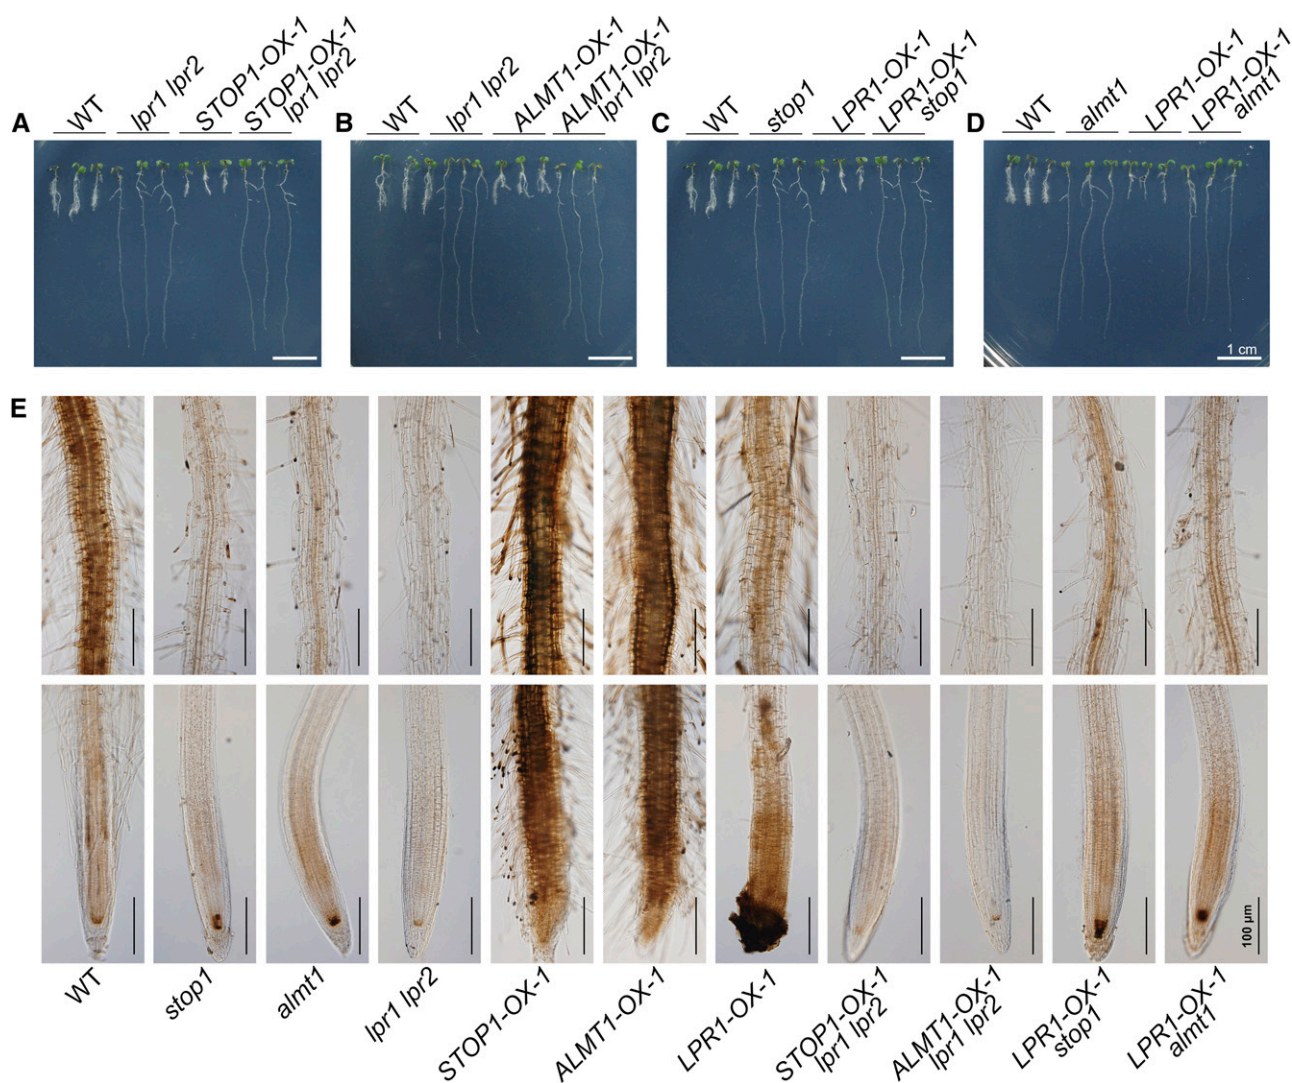 A
WT
lpr1 lpr2
STOP1-OX-1
STOP1-OX-1
lpr1 lpr2
B
WT
lpr1 lpr2
ALMT1-OX-1
ALMT1-OX-1
lpr1 lpr2
C
WT
stop1
LPR1-OX-1
LPR1-OX-1
stop1
D
WT
almt1
LPR1-OX-1
LPR1-OX-1
almt1
1 cm
E
100 µm
WT
stop1
almt1
lpr1 lpr2
STOP1-OX-1
ALMT1-OX-1
LPR1-OX-1
STOP1-OX-1
lpr1 lpr2
ALMT1-OX-1
lpr1 lpr2
LPR1-OX-1
stop1
LPR1-OX-1
almt1